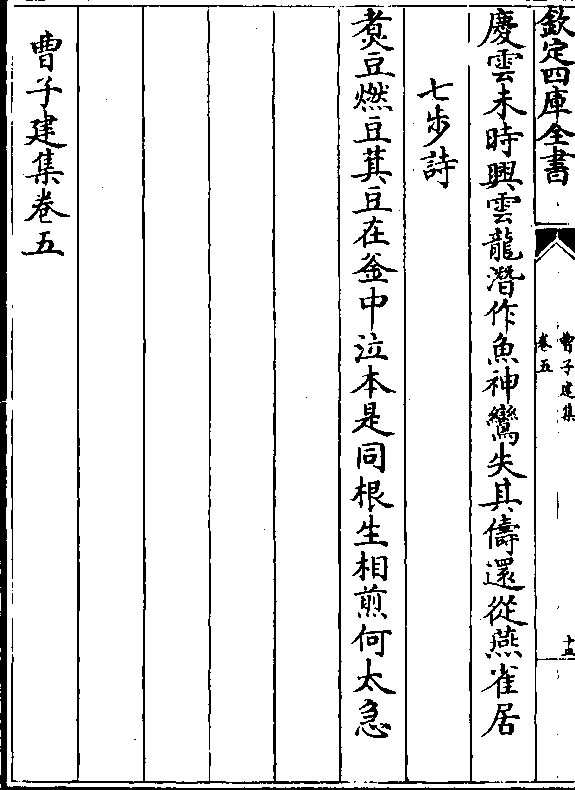 欽定四庫全書
曹子建集
卷五
十四
慶雲未時興雲龍潛作魚神鸞失其儔還從燕雀居
七步詩
煮豆燃豆萁豆在釜中泣本是同根生相煎何太急
曹子建集卷五